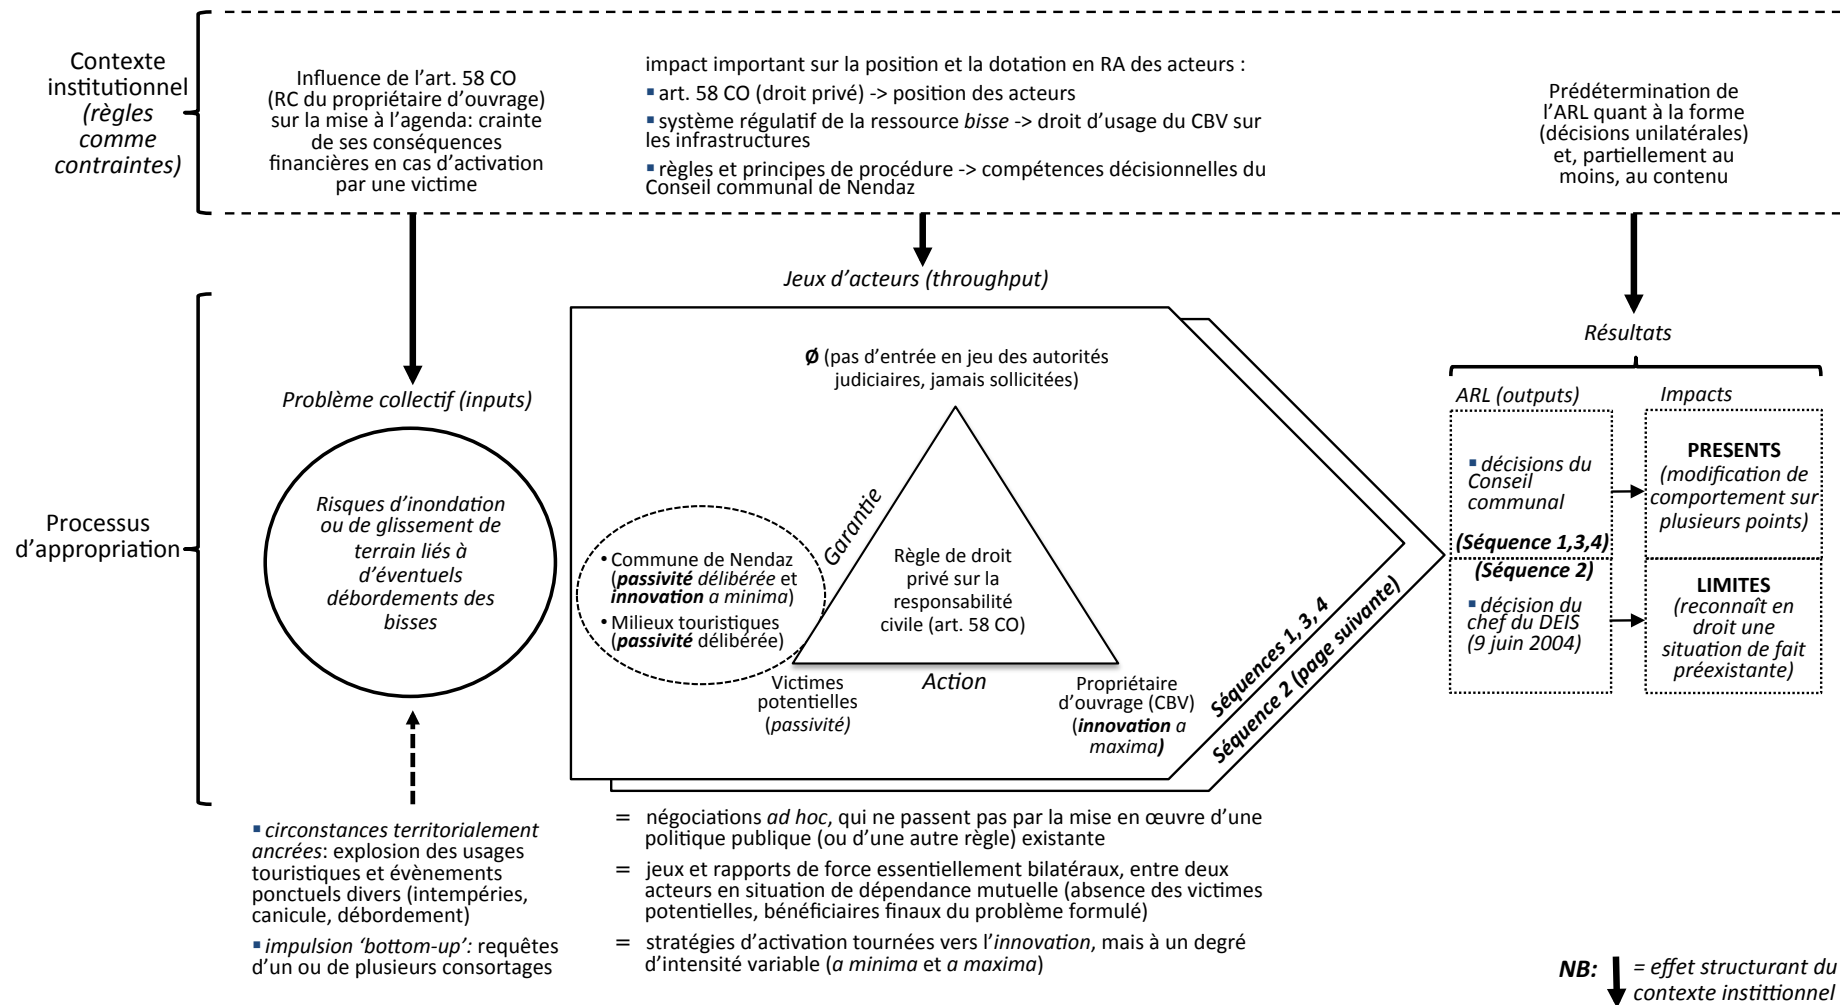 Contexte
institutionnel
(règles
comme
contraintes)
Influence de l'art. 58 CO
(RC du propriétaire d'ouvrage)
sur la mise à l'agenda: crainte
de ses conséquences
financières en cas d'activation
par une victime
impact important sur la position et la dotation en RA des acteurs :
▪ art. 58 CO (droit privé) -> position des acteurs
▪ système régulatif de la ressource bisse -> droit d'usage du CBV sur
les infrastructures
▪ règles et principes de procédure -> compétences décisionnelles du
Conseil communal de Nendaz
Prédétermination de
l'ARL quant à la forme
(décisions unilatérales)
et, partiellement au
moins, au contenu
Processus
d'appropriation
Problème collectif (inputs)
Risques d'inondation
ou de glissement de
terrain liés à
d'éventuels
débordements des
bisses
▪ circonstances territorialement
ancrées: explosion des usages
touristiques et évènements
ponctuels divers (intempéries,
canicule, débordement)
▪ impulsion 'bottom-up': requêtes
d'un ou de plusieurs consortages
Jeux d'acteurs (throughput)
Ø (pas d'entrée en jeu des autorités
judiciaires, jamais sollicitées)
Garantie
• Commune de Nendaz
(passivité délibérée et
innovation a minima)
• Milieux touristiques
(passivité délibérée)
Règle de droit
privé sur la
responsabilité
civile (art. 58 CO)
Victimes
potentielles
(passivité)
Action
Propriétaire
d'ouvrage (CBV)
(innovation a
maxima)
Séquences 1, 3, 4
Séquence 2 (page suivante)
= négociations ad hoc, qui ne passent pas par la mise en œuvre d'une
politique publique (ou d'une autre règle) existante
= jeux et rapports de force essentiellement bilatéraux, entre deux
acteurs en situation de dépendance mutuelle (absence des victimes
potentielles, bénéficiaires finaux du problème formulé)
= stratégies d'activation tournées vers l'innovation, mais à un degré
d'intensité variable (a minima et a maxima)
Résultats
ARL (outputs)
Impacts
▪ décisions du
Conseil
communal
(Séquence 1,3,4)
PRESENTS
(modification de
comportement sur
plusieurs points)
(Séquence 2)
▪ décision du
chef du DEIS
(9 juin 2004)
LIMITES
(reconnaît en
droit une
situation de fait
préexistante)
NB: = effet structurant du
contexte instittionnel